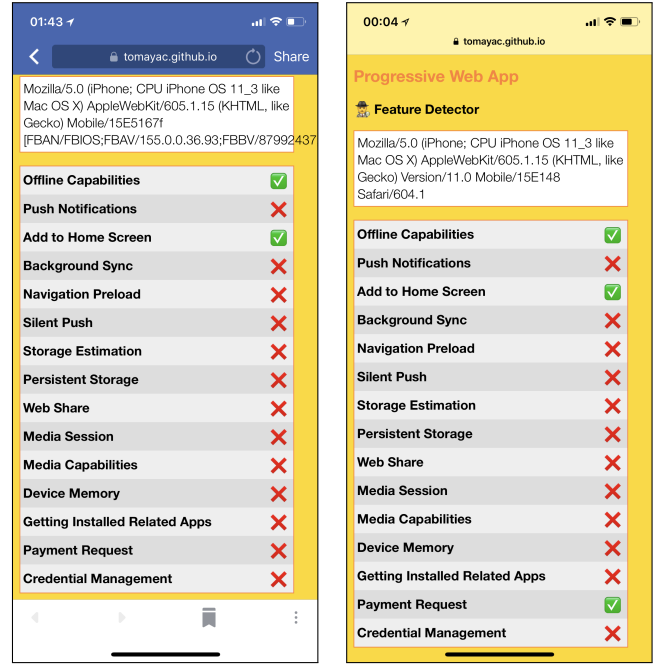 01:43
tomayac.github.io
Share
Mozilla/5.0 (iPhone; CPU iPhone OS 11_3 like
Mac OS X) AppleWebKit/605.1.15 (KHTML, like
Gecko) Mobile/15E5167f
[FBAN/FBIOS;FBAV/155.0.0.36.93;FBBV/87992437
Offline Capabilities
Push Notifications
Add to Home Screen
Background Sync
Navigation Preload
Silent Push
Storage Estimation
Persistent Storage
Web Share
Media Session
Media Capabilities
Device Memory
Getting Installed Related Apps
Payment Request
Credential Management
00:04
tomayac.github.io
Progressive Web App
Feature Detector
Mozilla/5.0 (iPhone; CPU iPhone OS 11_3 like
Mac OS X) AppleWebKit/605.1.15 (KHTML, like
Gecko) Version/11.0 Mobile/15E148
Safari/604.1
Offline Capabilities
Push Notifications
Add to Home Screen
Background Sync
Navigation Preload
Silent Push
Storage Estimation
Persistent Storage
Web Share
Media Session
Media Capabilities
Device Memory
Getting Installed Related Apps
Payment Request
Credential Management